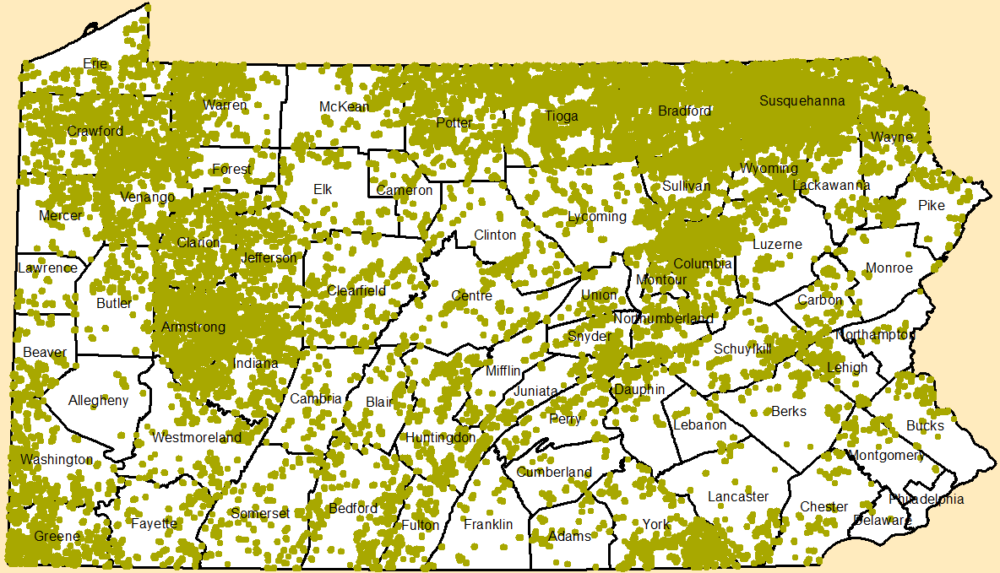 Erie
Warren
McKean
Potter
Tioga
Bradford
Susquehanna
Crawford
Wayne
Forest
Elk
Cameron
Sullivan
Wyoming
Lackawanna
Venango
Mercer
Lycoming
Pike
Clarion
Jefferson
Clinton
Luzerne
Columbia
Lawrence
Monroe
Montour
Butler
Clearfield
Centre
Union
Carbon
Armstrong
Northumberland
Snyder
Northampton
Beaver
Schuylkill
Indiana
Mifflin
Lehigh
Juniata
Dauphin
Allegheny
Cambria
Blair
Berks
Perry
Lebanon
Bucks
Westmoreland
Huntingdon
Washington
Montgomery
Cumberland
Lancaster
Philadelphia
Somerset
Bedford
Chester
Fayette
Fulton
Franklin
York
Delaware
Greene
Adams